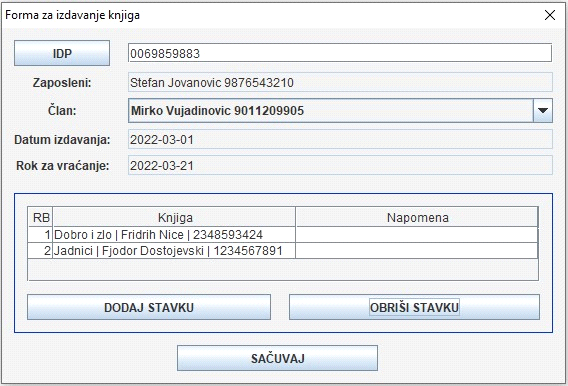 Forma za izdavanje knjiga
IDP 0069859883
Zaposleni: Stefan Jovanovic 9876543210
Član: Mirko Vujadinovic 9011209905
Datum izdavanja: 2022-03-01
Rok za vraćanje: 2022-03-21
RB Knjiga Napomena
1 Dobro i zlo | Fridrih Nice | 2348593424
2 Jadnici | Fjodor Dostojevski | 1234567891
DODAJ STAVKU OBRIŠI STAVKU
SAČUVAJ